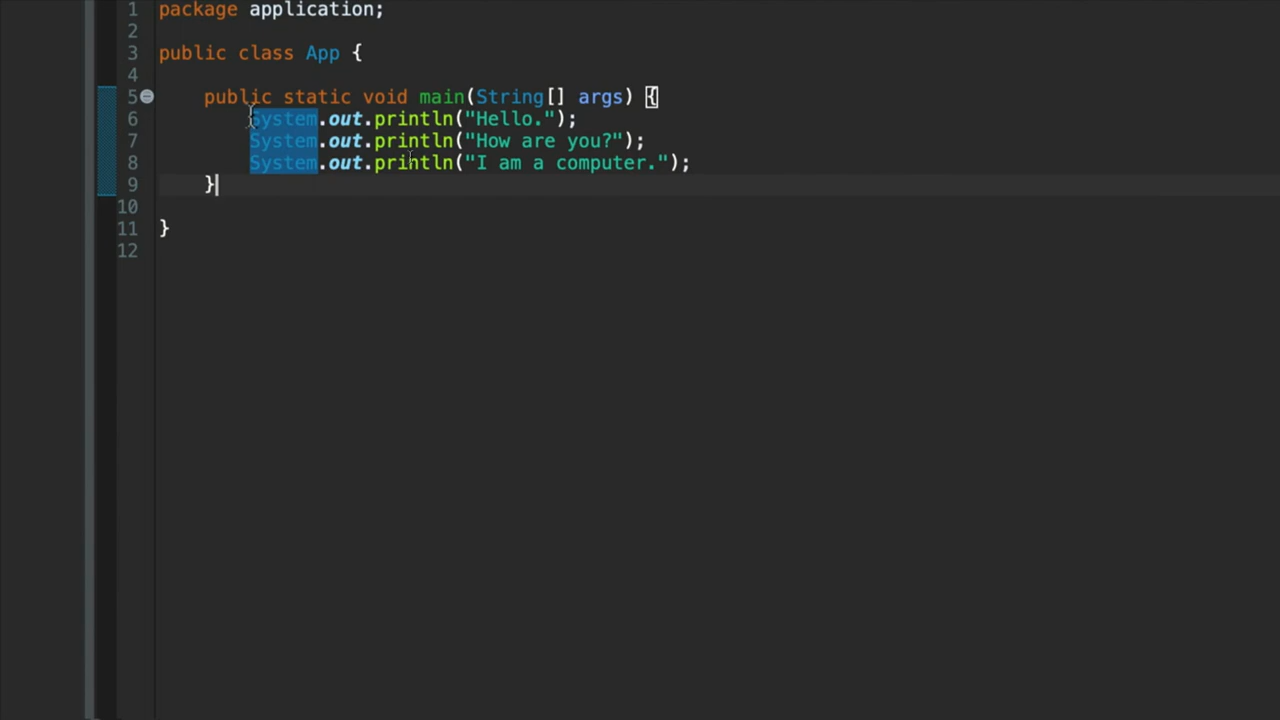 1 package application;
2
3 public class App {
4
5 public static void main(String[] args) {
6 System.out.println("Hello.");
7 System.out.println("How are you?");
8 System.out.println("I am a computer.");
9 }
10
11 }
12